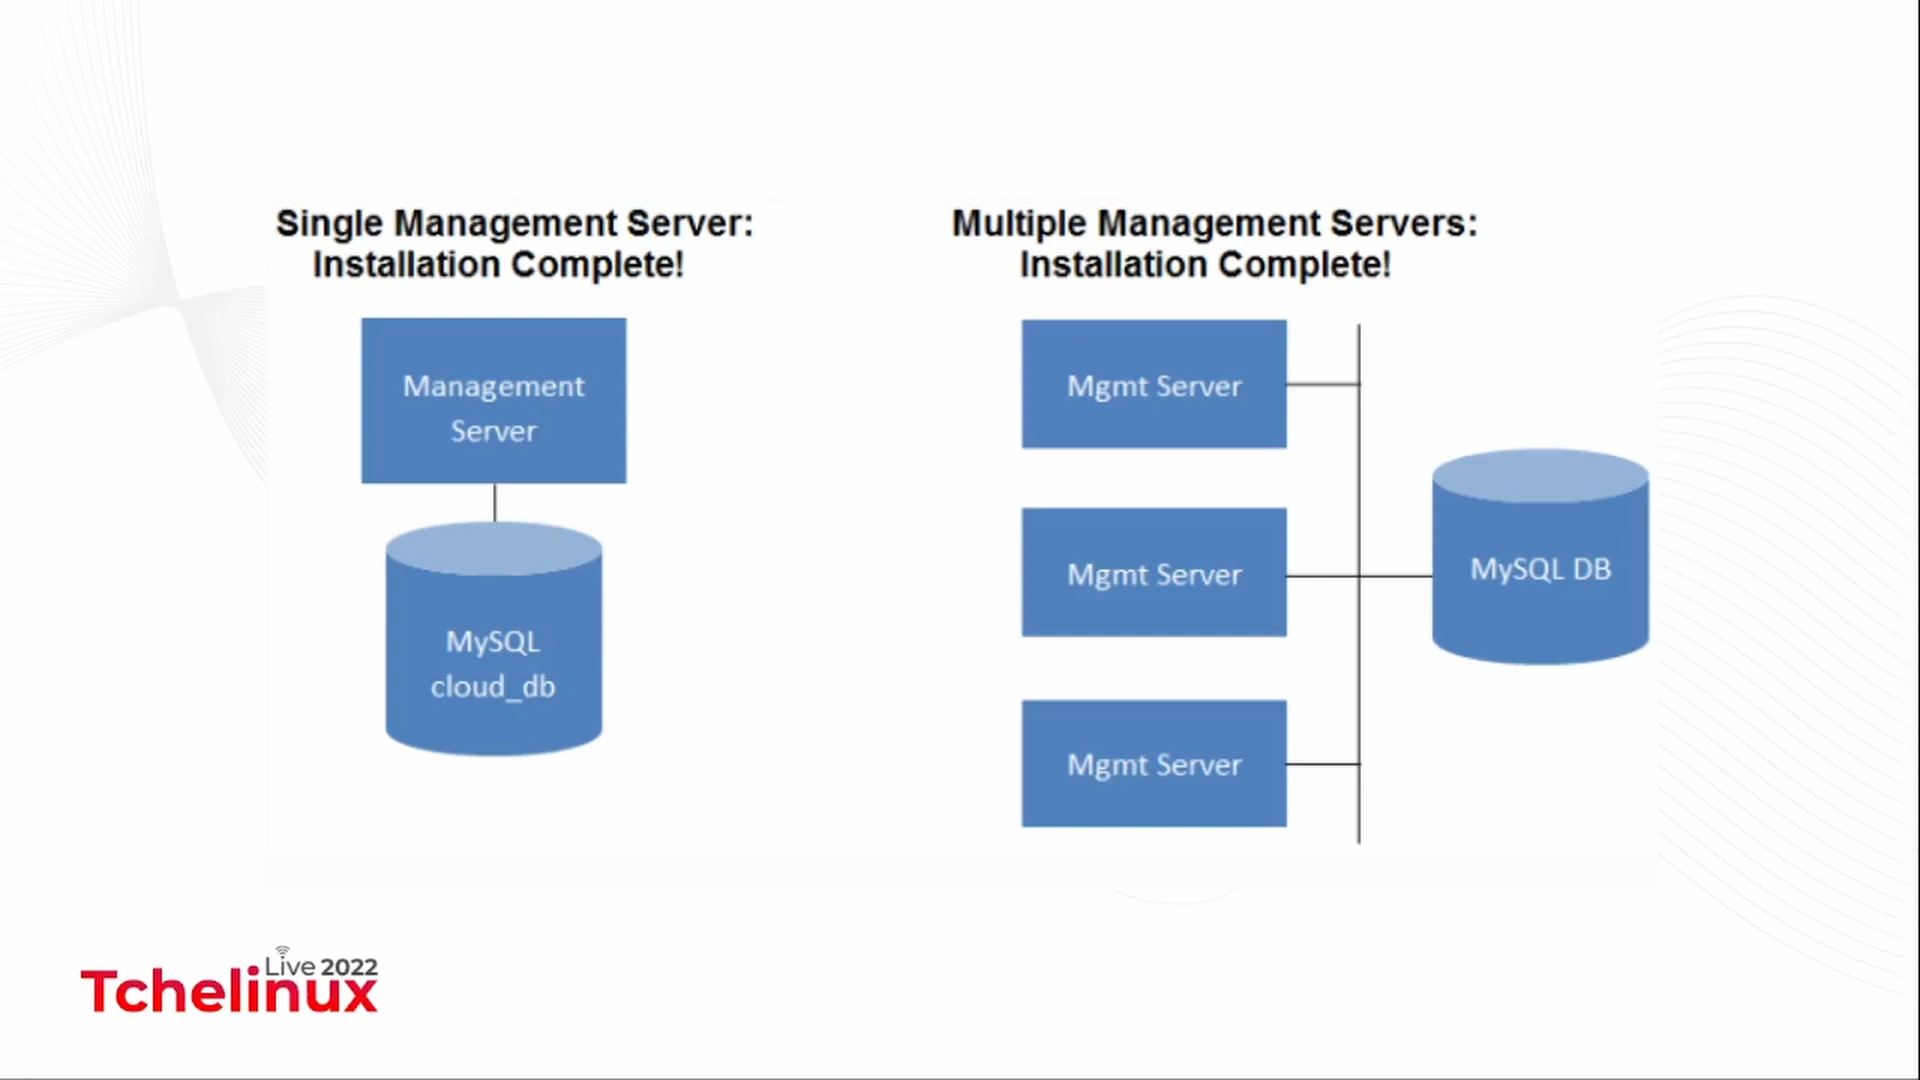 Single Management Server:
Installation Complete!
Management
Server
MySQL
cloud_db
Multiple Management Servers:
Installation Complete!
Mgmt Server
Mgmt Server
Mgmt Server
MySQL DB
Live 2022
Tchelinux